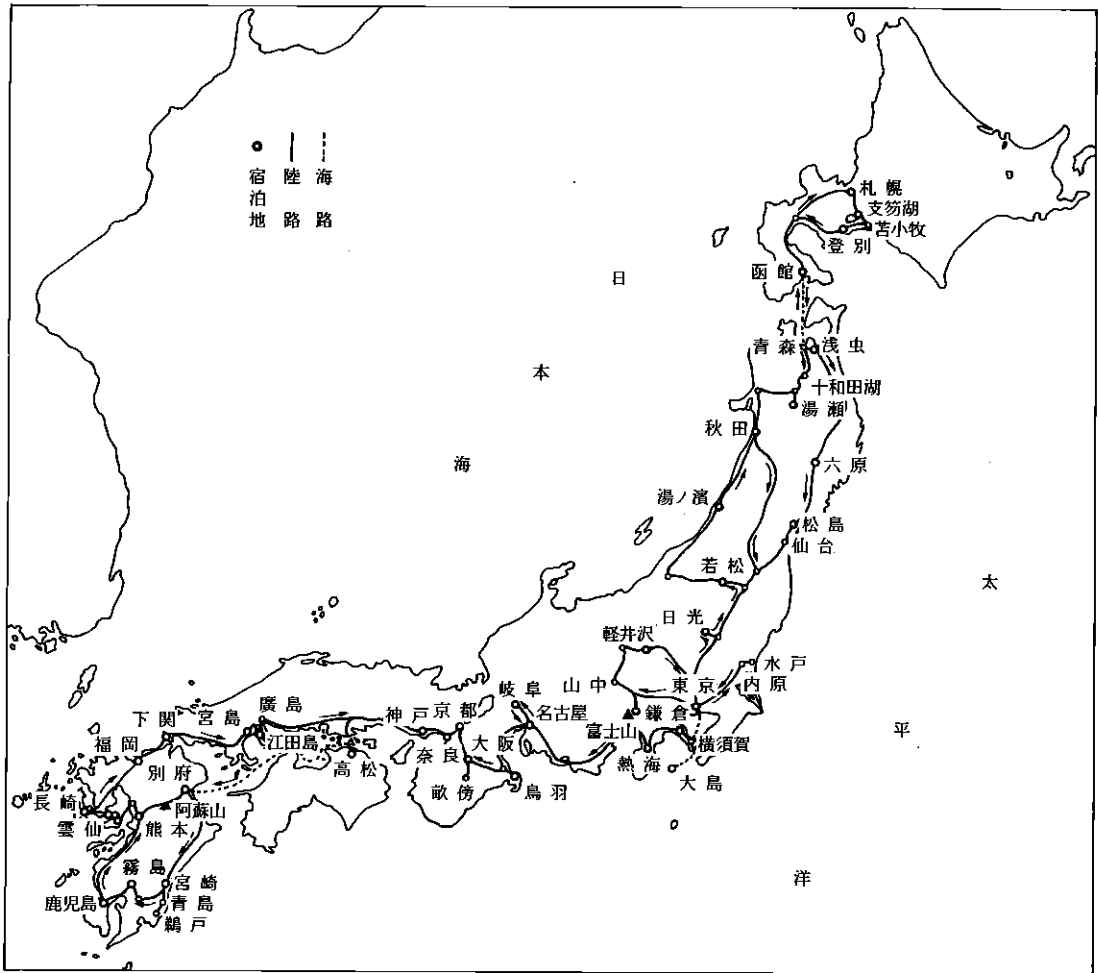 海路
陸路
宿泊地
日本海
太平洋
札幌
支笏湖
苫小牧
登別
函館
青森
浅虫
十和田湖
湯瀬
秋田
六原
湯ノ濱
松島
仙台
若松
日光
軽井沢
水戸
東京
内原
山中
岐阜
名古屋
富士山
鎌倉
横須賀
熱海
大島
京都
神戸
大阪
奈良
畝傍
鳥羽
廣島
宮島
下関
江田島
高松
福岡
別府
長崎
阿蘇山
雲仙
熊本
霧島
宮崎
鹿児島
青島
鵜戸